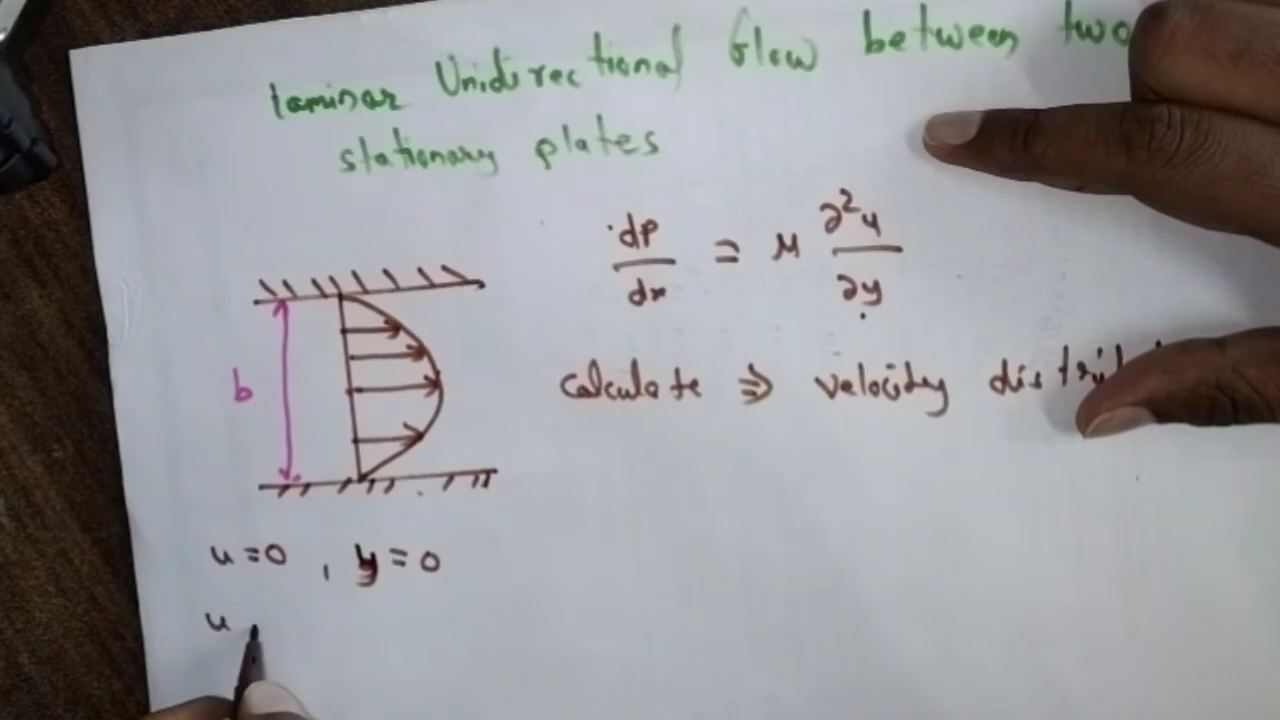 laminar Unidirectional flow between two
stationary plates
dp/dx = μ ∂²u/∂y
b
calculate ⇒ velocity
u=0 , y=0
u